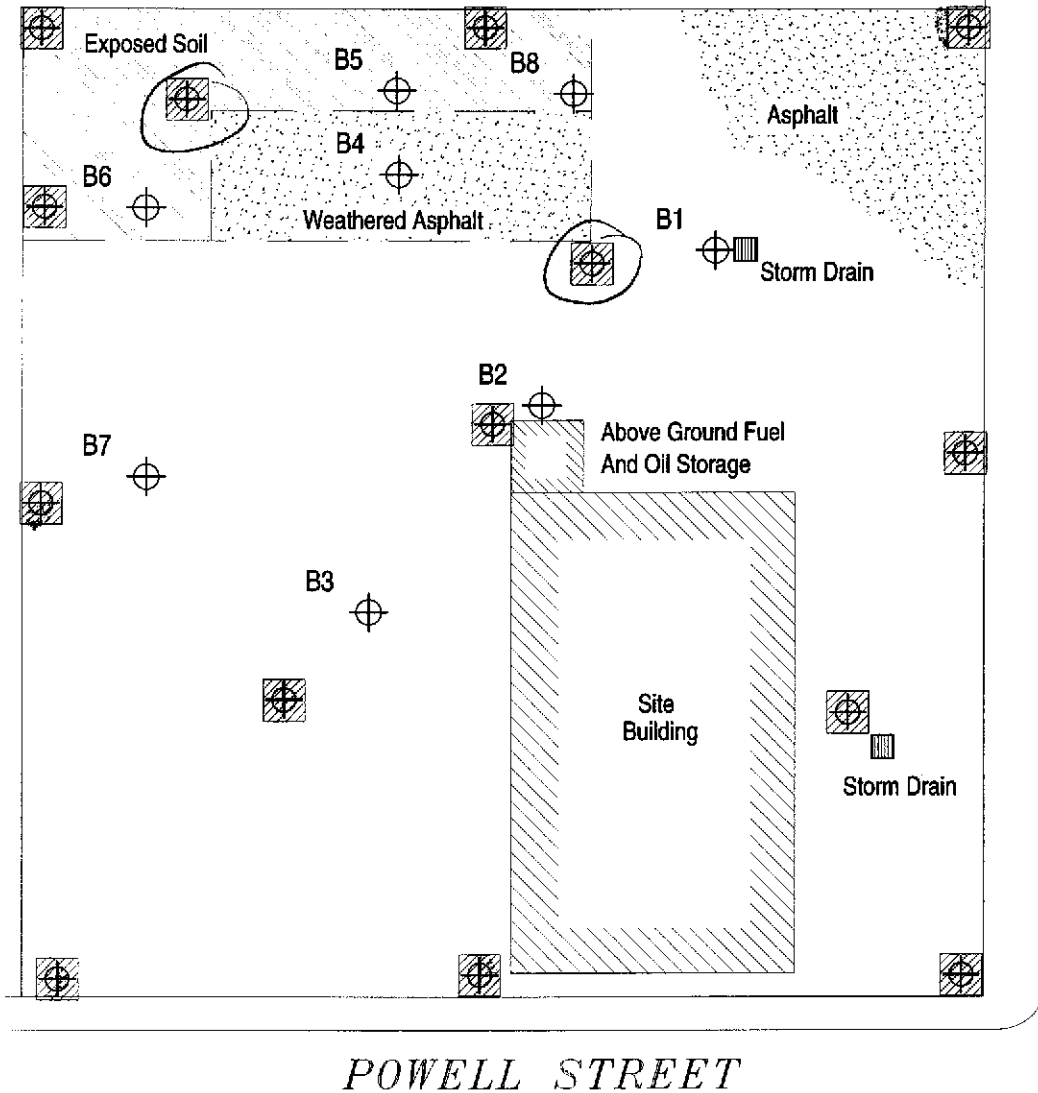 Exposed Soil
B5
B8
Asphalt
B4
B6
Weathered Asphalt
B1
Storm Drain
B2
Above Ground Fuel
And Oil Storage
B7
B3
Site
Building
Storm Drain
POWELL STREET